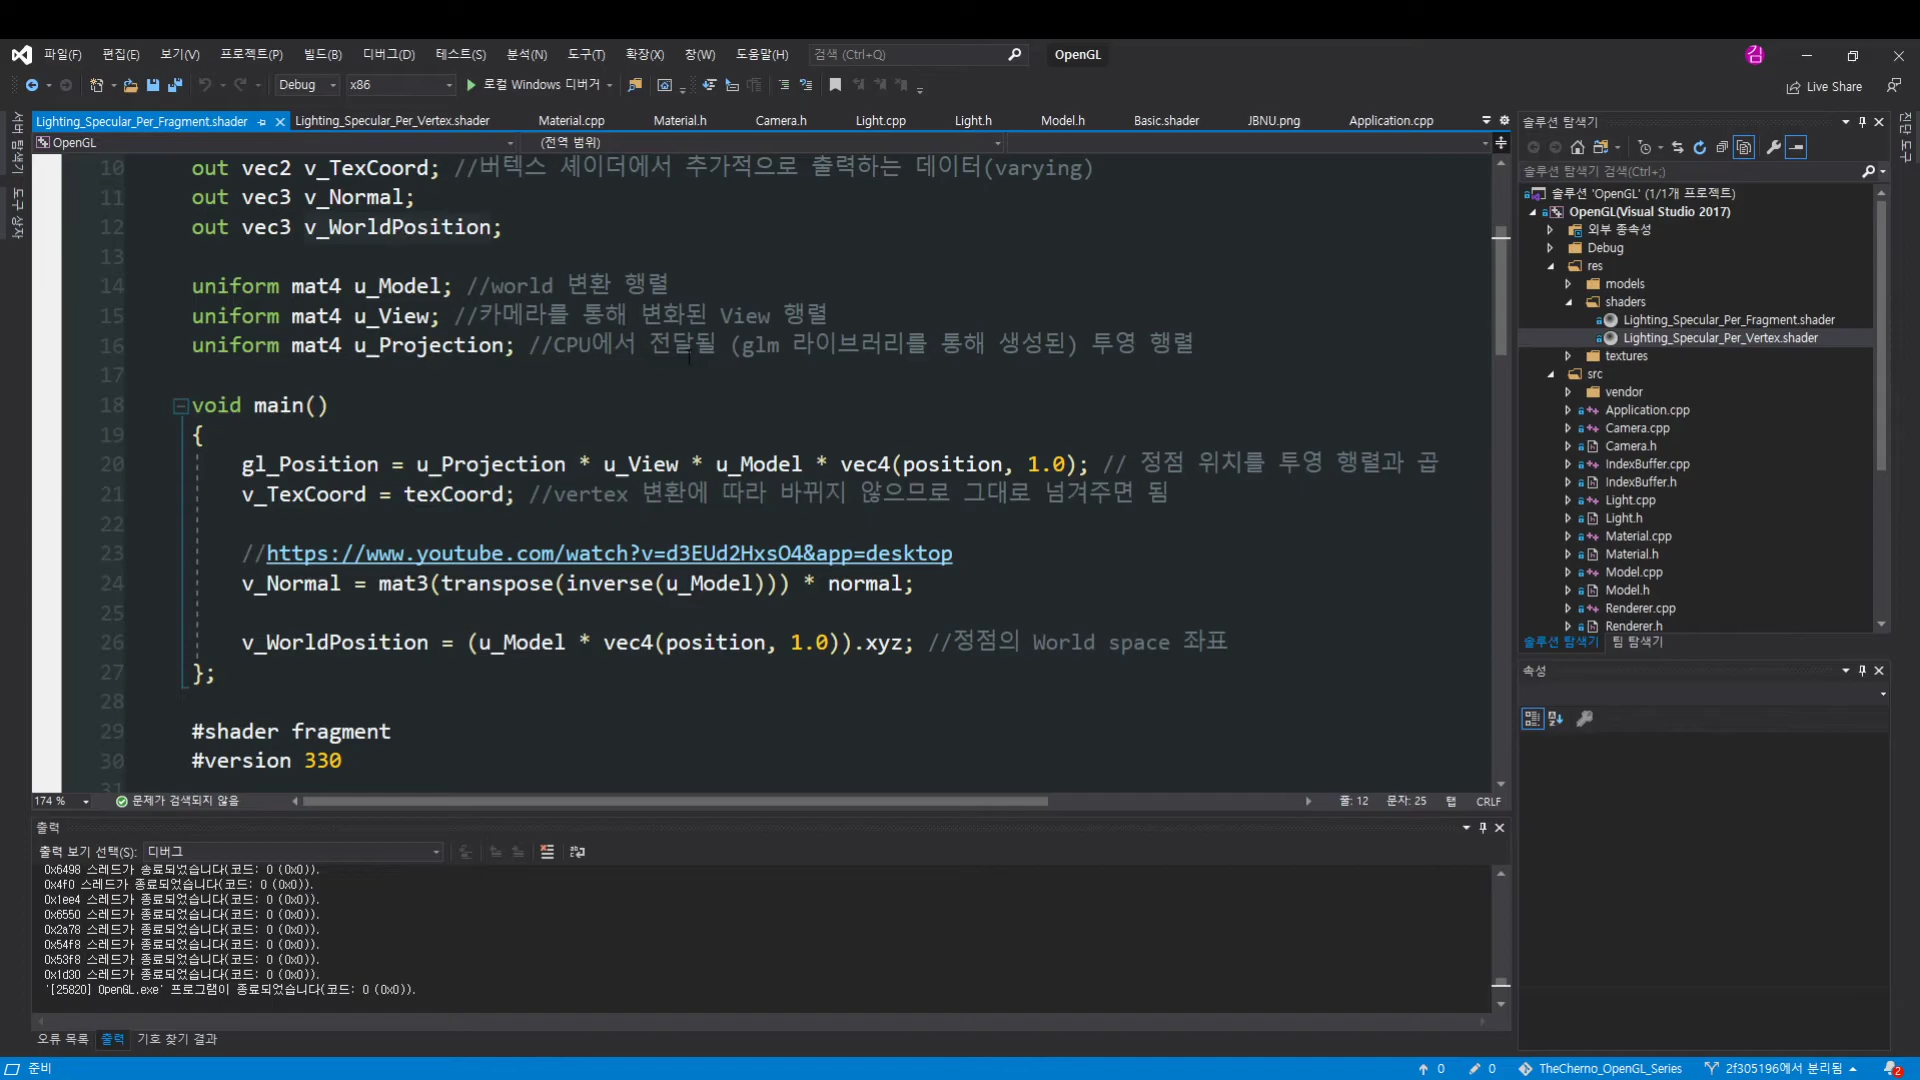 파일(F) 편집(E) 보기(V) 프로젝트(P) 빌드(B) 디버그(D) 테스트(S) 분석(N) 도구(T) 확장(X) 창(W) 도움말(H) 검색 (Ctrl+Q) OpenGL 김
Debug x86 로컬 Windows 디버거 Live Share
서버 탐색기
도구 상자
Lighting_Specular_Per_Fragment.shader Lighting_Specular_Per_Vertex.shader Material.cpp Material.h Camera.h Light.cpp Light.h Model.h Basic.shader JBNU.png Application.cpp
OpenGL (전역 범위)
10 out vec2 v_TexCoord; //버텍스 셰이더에서 추가적으로 출력하는 데이터(varying)
11 out vec3 v_Normal;
12 out vec3 v_WorldPosition;
13
14 uniform mat4 u_Model; //world 변환 행렬
15 uniform mat4 u_View; //카메라를 통해 변화된 View 행렬
16 uniform mat4 u_Projection; //CPU에서 전달될 (glm 라이브러리를 통해 생성된) 투영 행렬
17
18 void main()
19 {
20 gl_Position = u_Projection * u_View * u_Model * vec4(position, 1.0); // 정점 위치를 투영 행렬과 곱
21 v_TexCoord = texCoord; //vertex 변환에 따라 바뀌지 않으므로 그대로 넘겨주면 됨
22
23 //https://www.youtube.com/watch?v=d3EUd2HxsO4&app=desktop
24 v_Normal = mat3(transpose(inverse(u_Model))) * normal;
25
26 v_WorldPosition = (u_Model * vec4(position, 1.0)).xyz; //정점의 World space 좌표
27 };
28
29 #shader fragment
30 #version 330
31
174 % 문제가 검색되지 않음 줄: 12 문자: 25 탭 CRLF
출력
출력 보기 선택(S): 디버그
0x6498 스레드가 종료되었습니다(코드: 0 (0x0)).
0x4f0 스레드가 종료되었습니다(코드: 0 (0x0)).
0x1ee4 스레드가 종료되었습니다(코드: 0 (0x0)).
0x6550 스레드가 종료되었습니다(코드: 0 (0x0)).
0x2a78 스레드가 종료되었습니다(코드: 0 (0x0)).
0x54f8 스레드가 종료되었습니다(코드: 0 (0x0)).
0x53f8 스레드가 종료되었습니다(코드: 0 (0x0)).
0x1d30 스레드가 종료되었습니다(코드: 0 (0x0)).
'[25820] OpenGL.exe' 프로그램이 종료되었습니다(코드: 0 (0x0)).
오류 목록 출력 기호 찾기 결과
솔루션 탐색기
솔루션 탐색기 검색(Ctrl+;)
솔루션 'OpenGL' (1/1개 프로젝트)
OpenGL(Visual Studio 2017)
외부 종속성
Debug
res
models
shaders
Lighting_Specular_Per_Fragment.shader
Lighting_Specular_Per_Vertex.shader
textures
src
vendor
Application.cpp
Camera.cpp
Camera.h
IndexBuffer.cpp
IndexBuffer.h
Light.cpp
Light.h
Material.cpp
Material.h
Model.cpp
Model.h
Renderer.cpp
Renderer.h
솔루션 탐색기 팀 탐색기
속성
진단 도구
준비 0 0 TheCherno_OpenGL_Series 2f305196에서 분리됨 2